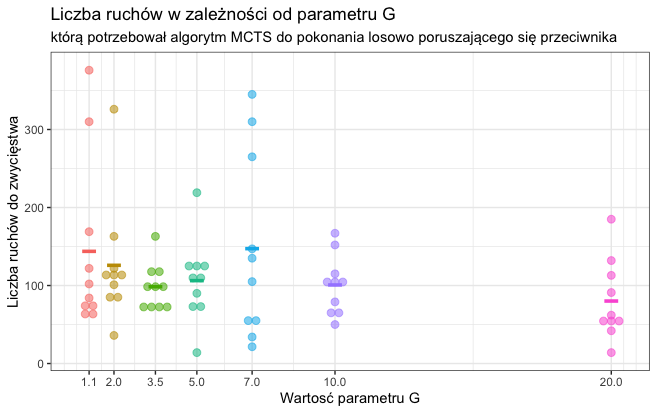 Liczba ruchów w zależności od parametru G
którą potrzebował algorytm MCTS do pokonania losowo poruszającego się przeciwnika
Liczba ruchów do zwycięstwa
300
200
100
0
1.1 2.0 3.5 5.0 7.0 10.0 20.0
Wartosć parametru G